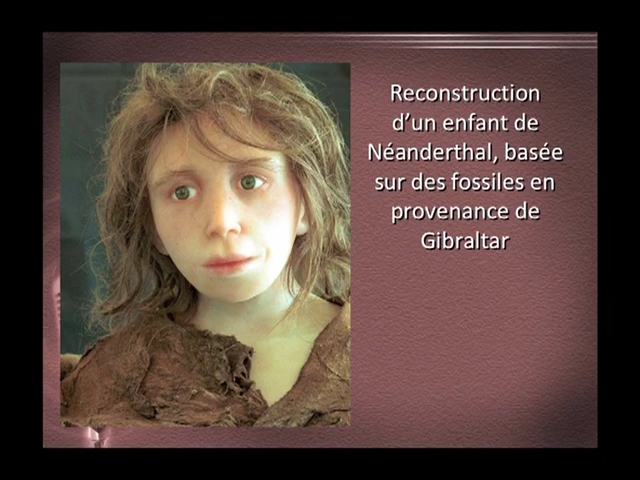 Reconstruction
d’un enfant de
Néanderthal, basée
sur des fossiles en
provenance de
Gibraltar